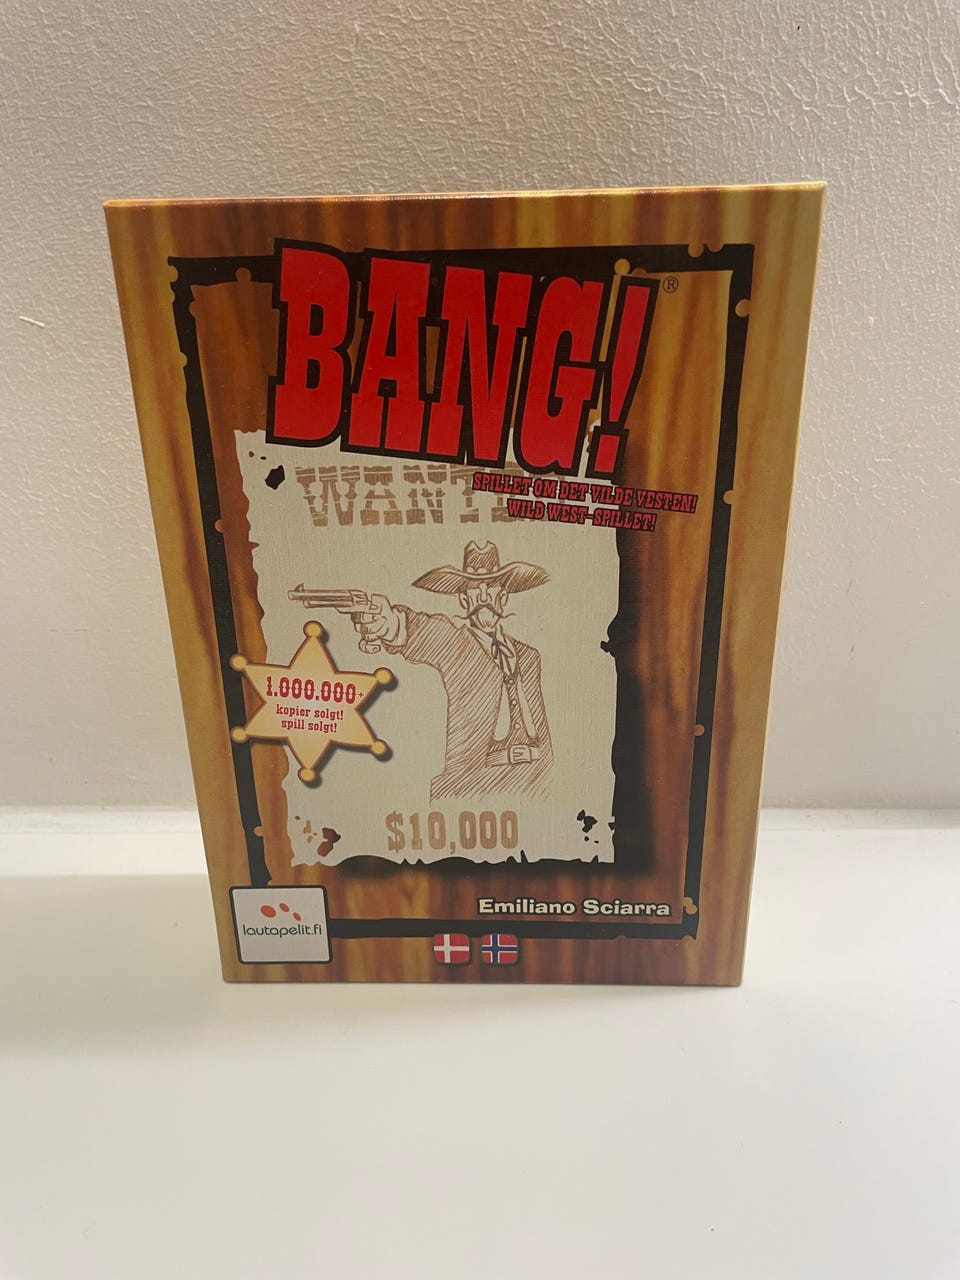 BANG!®
WANTED
SPILLET OM DET VILDE VESTEN!
WILD WEST-SPILLET!
1.000.000+
kopier solgt!
spill solgt!
$10,000
Emiliano Sciarra
lautapelit.fi